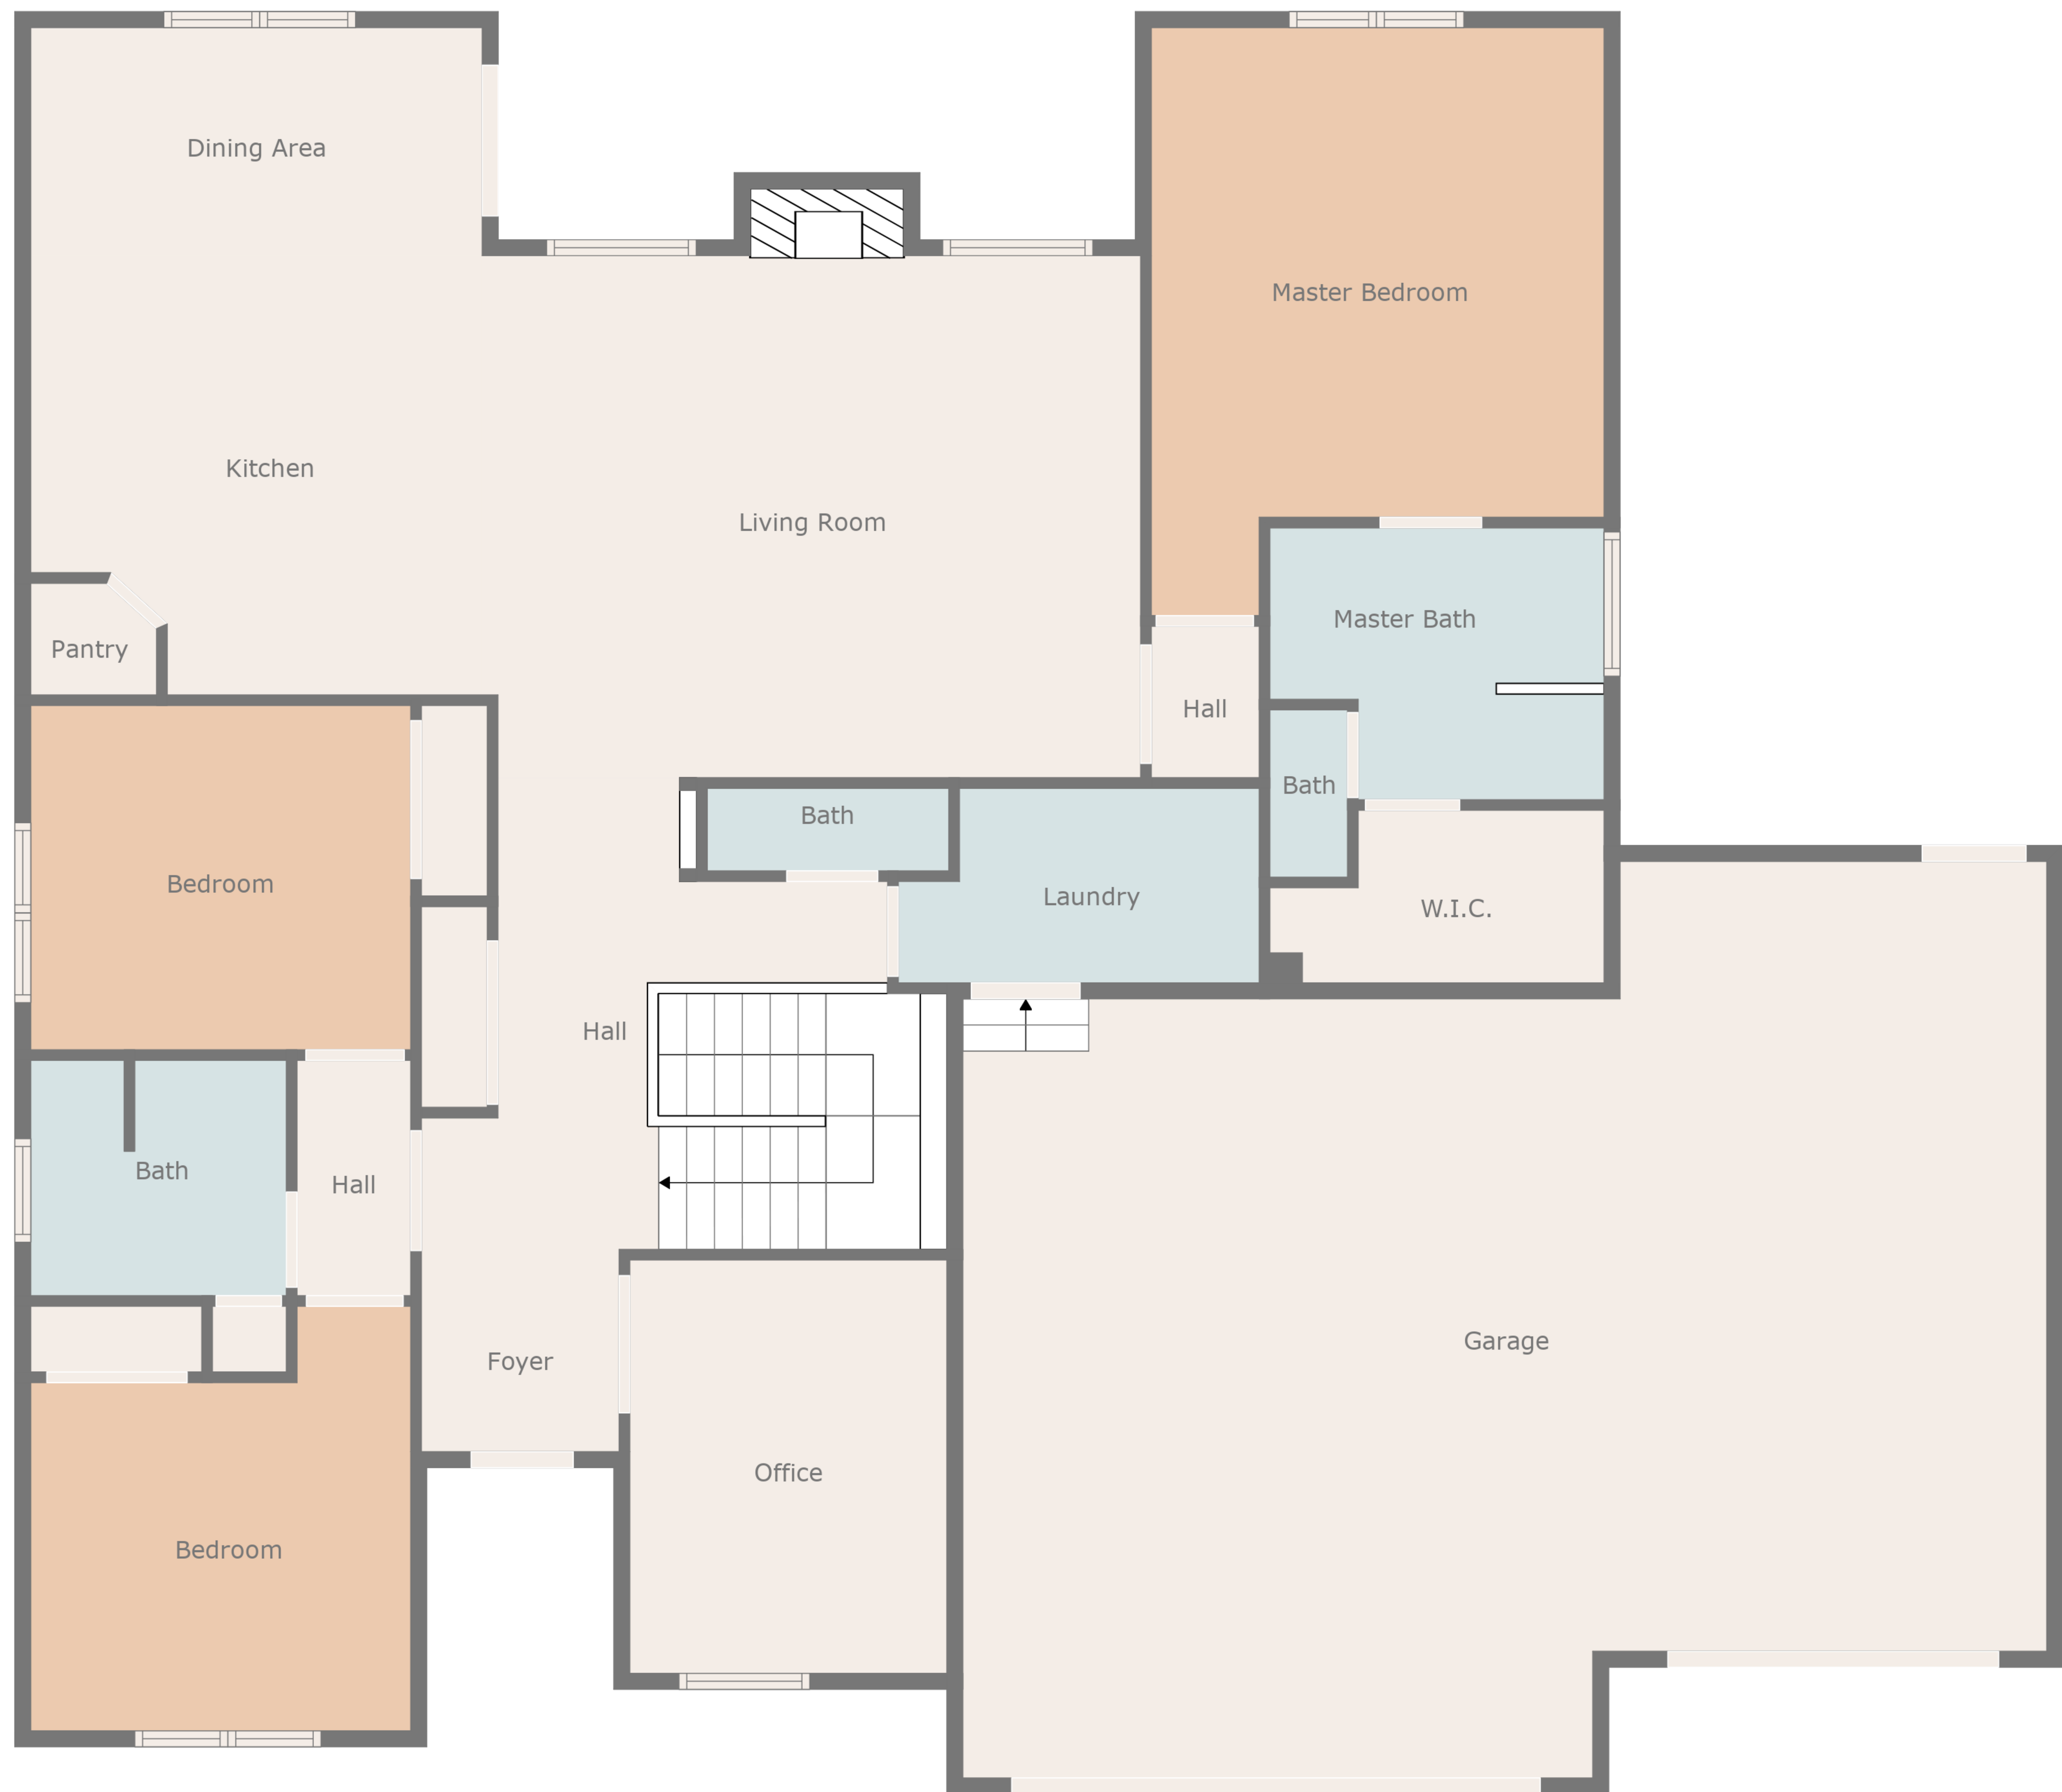 Dining Area
Master Bedroom
Kitchen
Living Room
Master Bath
Pantry
Hall
Bath
Bath
Bedroom
Laundry
W.I.C.
Hall
Bath
Hall
Garage
Foyer
Office
Bedroom